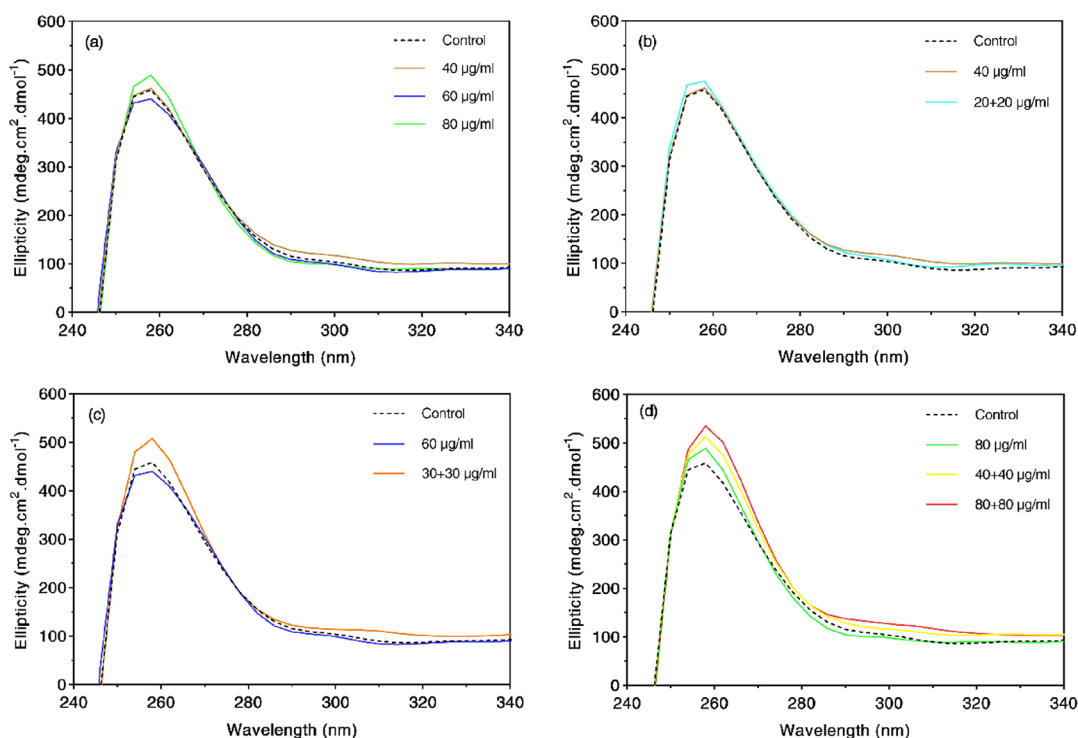 (a)
Control
40 µg/ml
60 µg/ml
80 µg/ml
600
500
400
300
200
100
0
240
260
280
300
320
340
Ellipticity (mdeg.cm².dmol⁻¹)
Wavelength (nm)
(b)
Control
40 µg/ml
20+20 µg/ml
600
500
400
300
200
100
0
240
260
280
300
320
340
Ellipticity (mdeg.cm².dmol⁻¹)
Wavelength (nm)
(c)
Control
60 µg/ml
30+30 µg/ml
600
500
400
300
200
100
0
240
260
280
300
320
340
Ellipticity (mdeg.cm².dmol⁻¹)
Wavelength (nm)
(d)
Control
80 µg/ml
40+40 µg/ml
80+80 µg/ml
600
500
400
300
200
100
0
240
260
280
300
320
340
Ellipticity (mdeg.cm².dmol⁻¹)
Wavelength (nm)